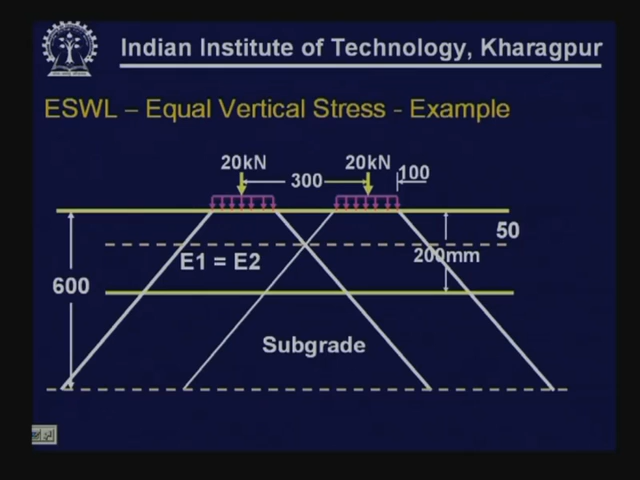 Indian Institute of Technology, Kharagpur
ESWL – Equal Vertical Stress - Example
20kN 20kN
300 100
50
E1 = E2 200mm
600
Subgrade